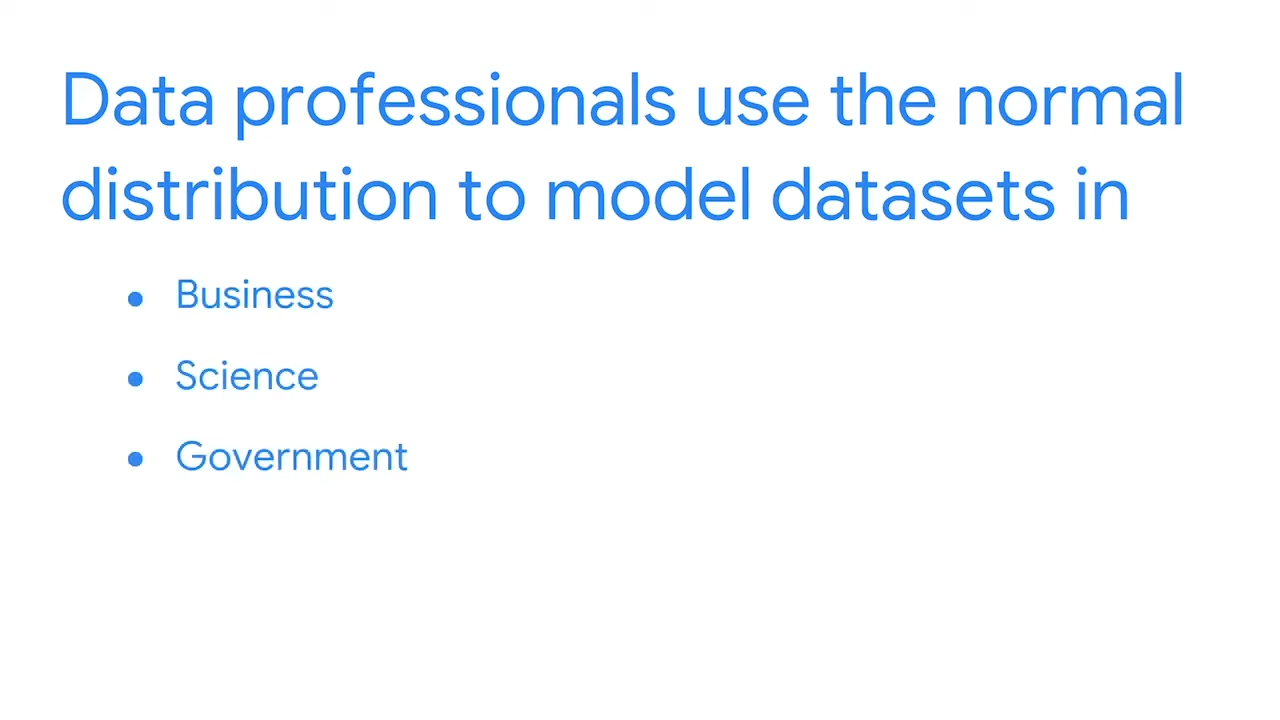 Data professionals use the normal
distribution to model datasets in
● Business
● Science
● Government